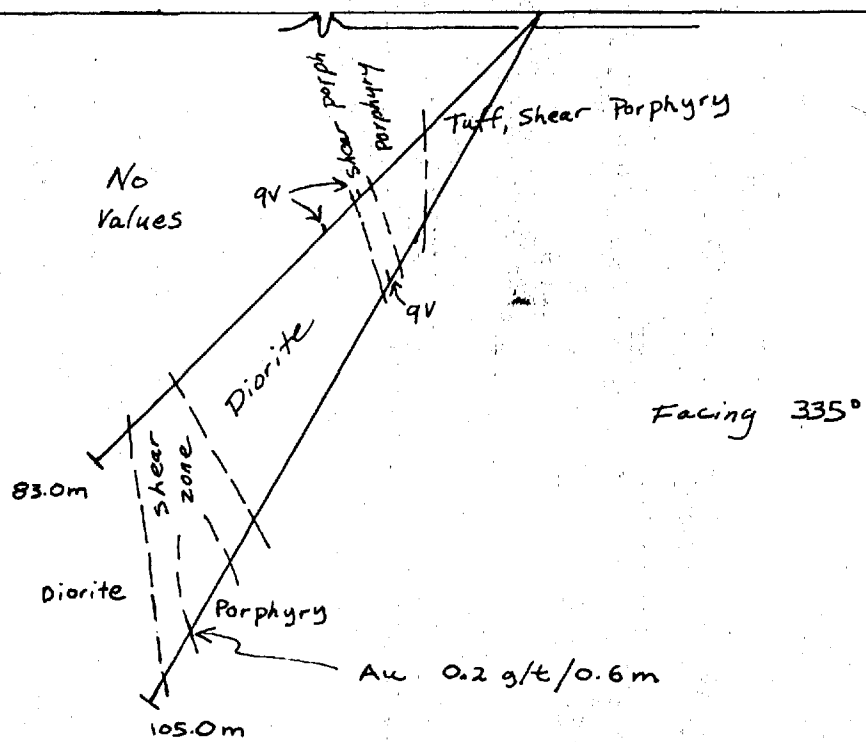 shear porph
porphyry
Tuff, Shear Porphyry
No
Values
qv
qv
Diorite
Facing 335°
shear
zone
83.0m
Diorite
Porphyry
Au 0.2 g/t/0.6m
105.0m